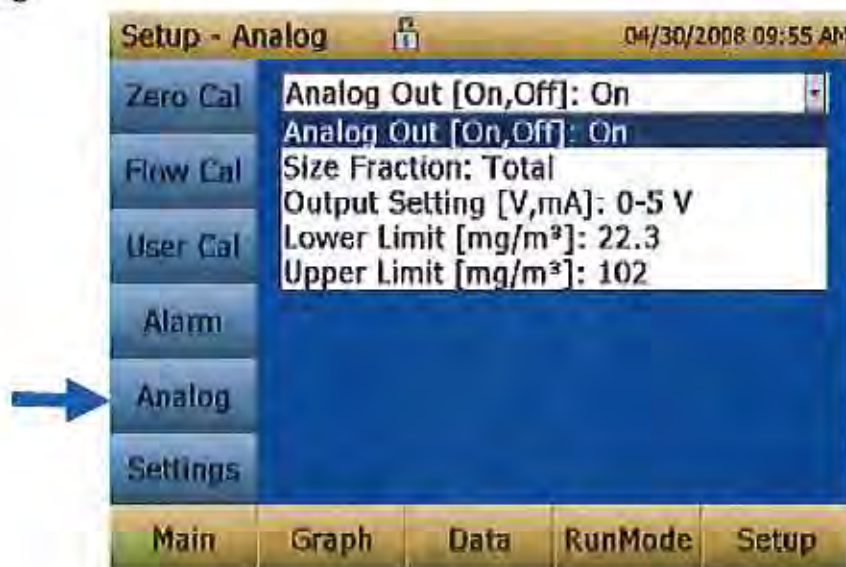 Setup - Analog 04/30/2008 09:55 AM
Zero Cal
Flow Cal
User Cal
Alarm
Analog
Settings
Analog Out [On,Off]: On
Analog Out [On,Off]: On
Size Fraction: Total
Output Setting [V,mA]: 0-5 V
Lower Limit [mg/m³]: 22.3
Upper Limit [mg/m³]: 102
Main Graph Data RunMode Setup